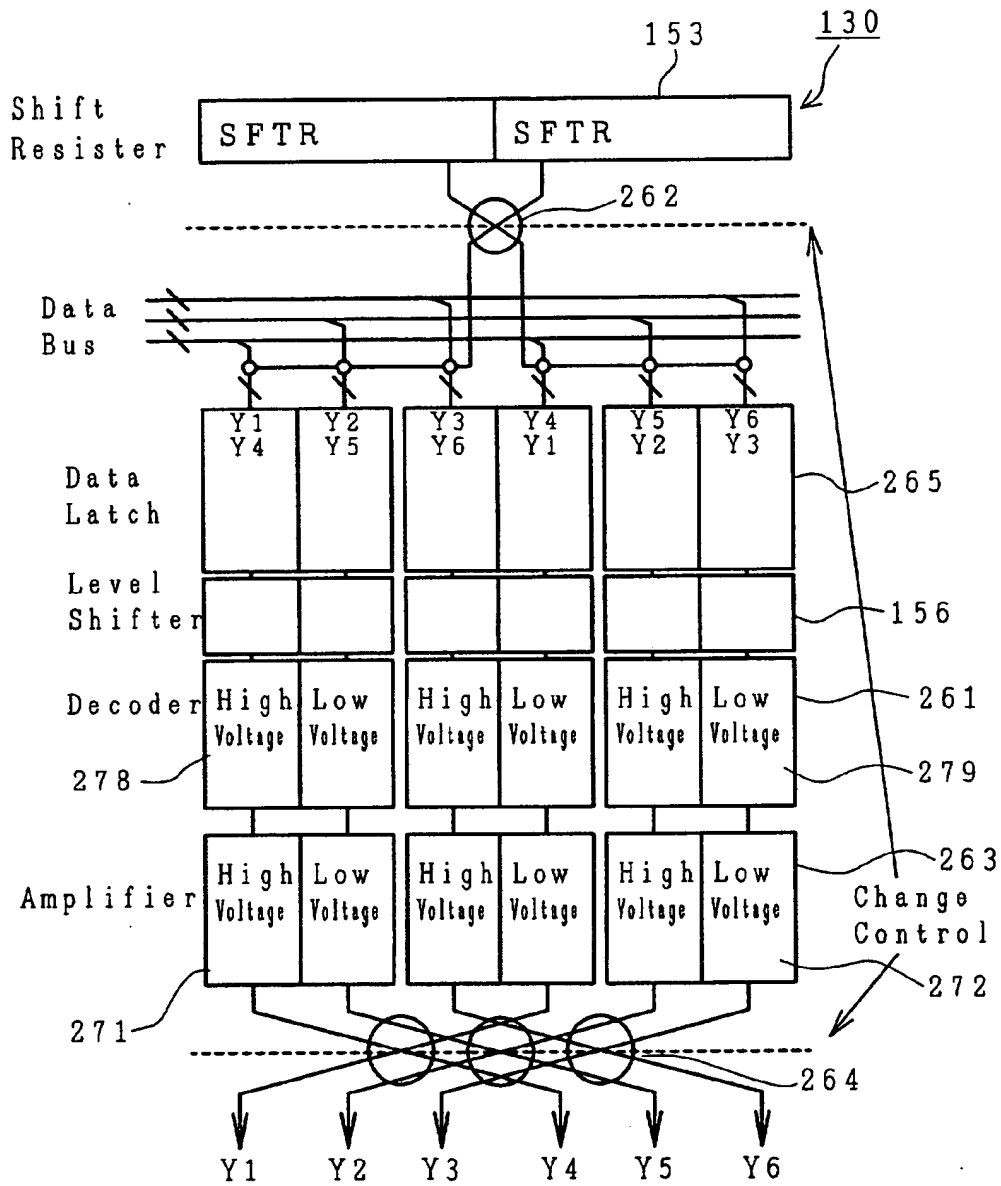 130
153
Shift
Resister
SFTR SFTR
262
Data
Bus
Y1 Y2 Y3 Y4 Y5 Y6
Y4 Y5 Y6 Y1 Y2 Y3
Data
Latch
265
Level
Shifter
156
Decoder
High Low High Low High Low
Voltage Voltage Voltage Voltage Voltage Voltage
261
278
279
Amplifier
High Low High Low High Low
Voltage Voltage Voltage Voltage Voltage Voltage
263
Change
Control
271
272
264
Y1 Y2 Y3 Y4 Y5 Y6